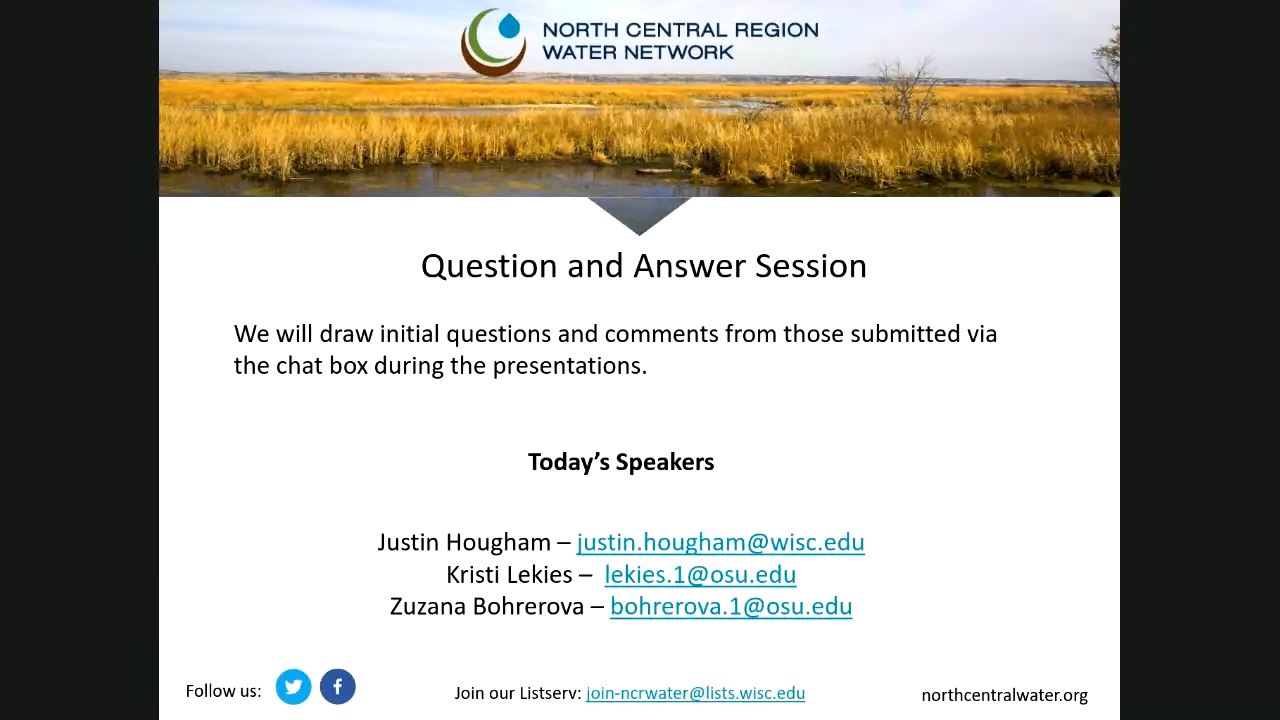 NORTH CENTRAL REGION
WATER NETWORK
Question and Answer Session
We will draw initial questions and comments from those submitted via
the chat box during the presentations.
Today’s Speakers
Justin Hougham – justin.hougham@wisc.edu
Kristi Lekies – lekies.1@osu.edu
Zuzana Bohrerova – bohrerova.1@osu.edu
Follow us:
Join our Listserv: join-ncrwater@lists.wisc.edu
northcentralwater.org